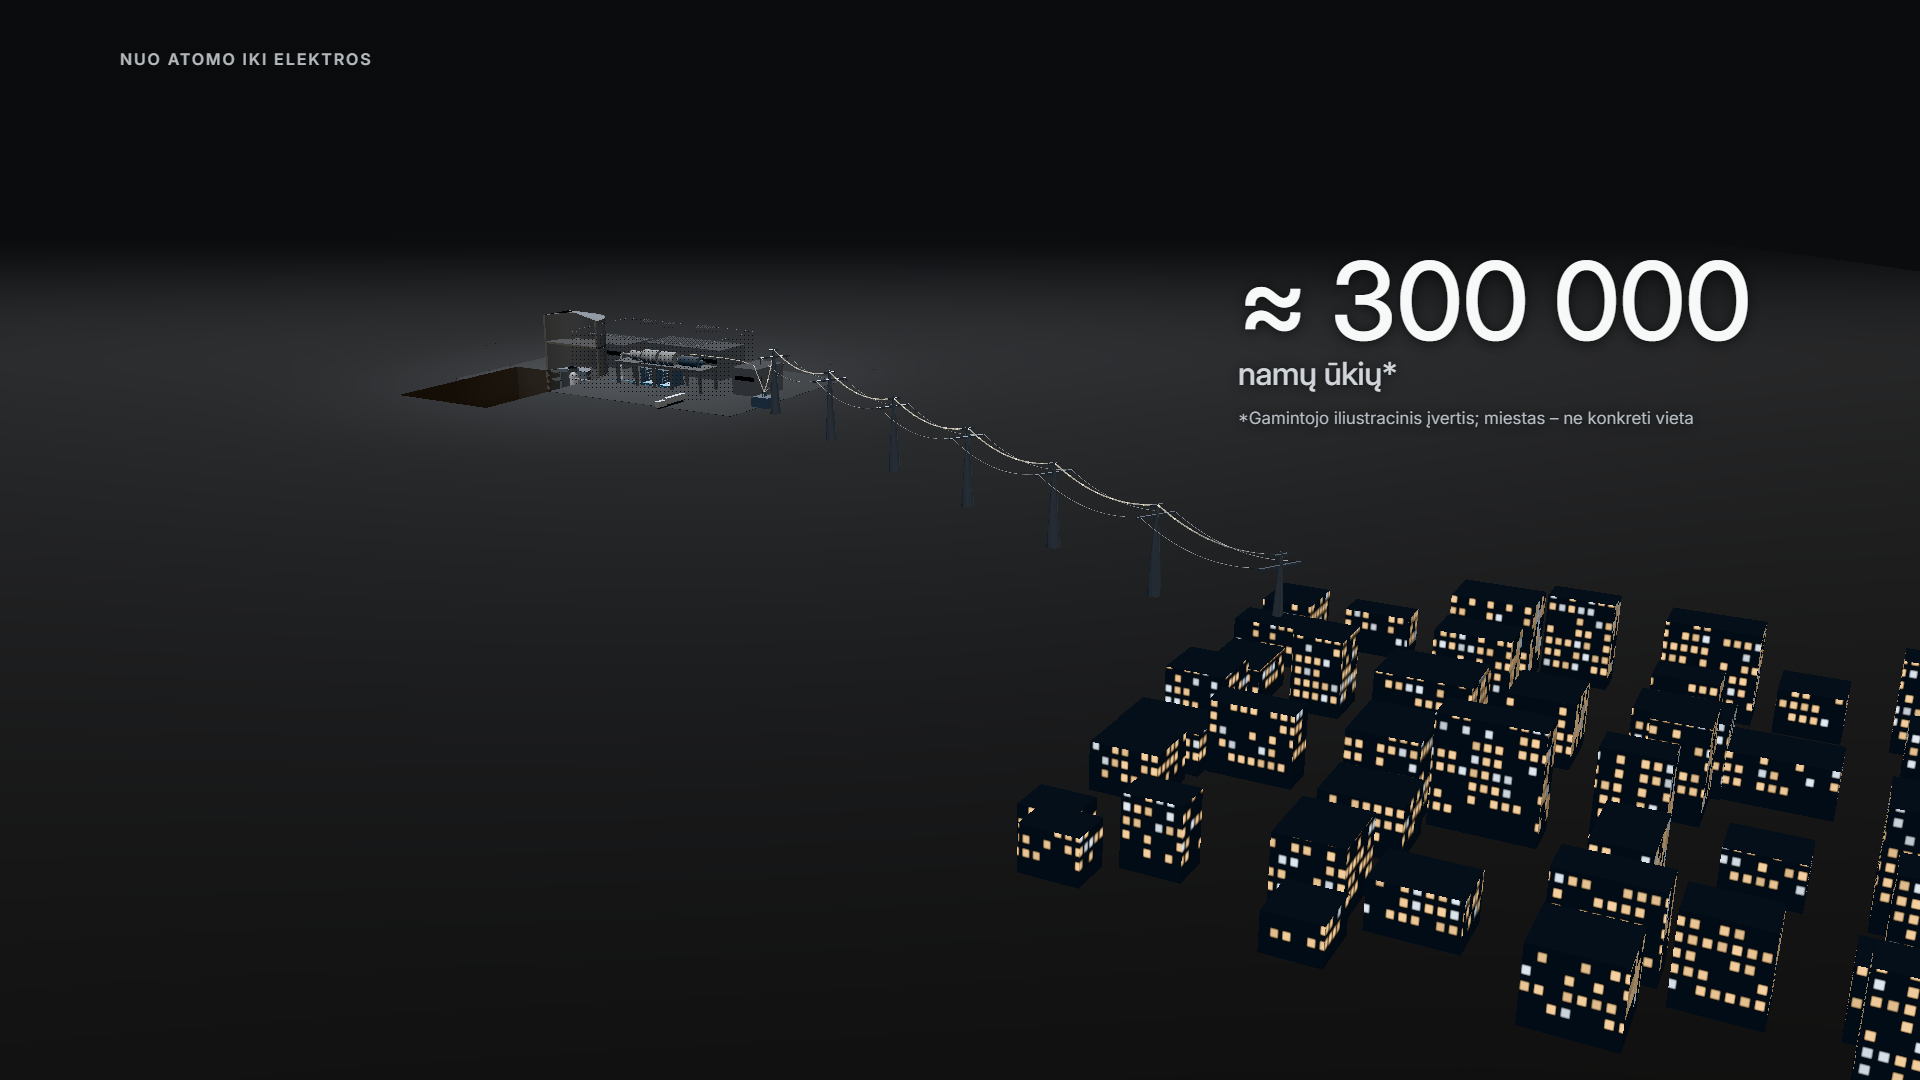 NUO ATOMO IKI ELEKTROS
≈ 300 000
namų ūkių*
*Gamintojo iliustracinis įvertis; miestas – ne konkreti vieta